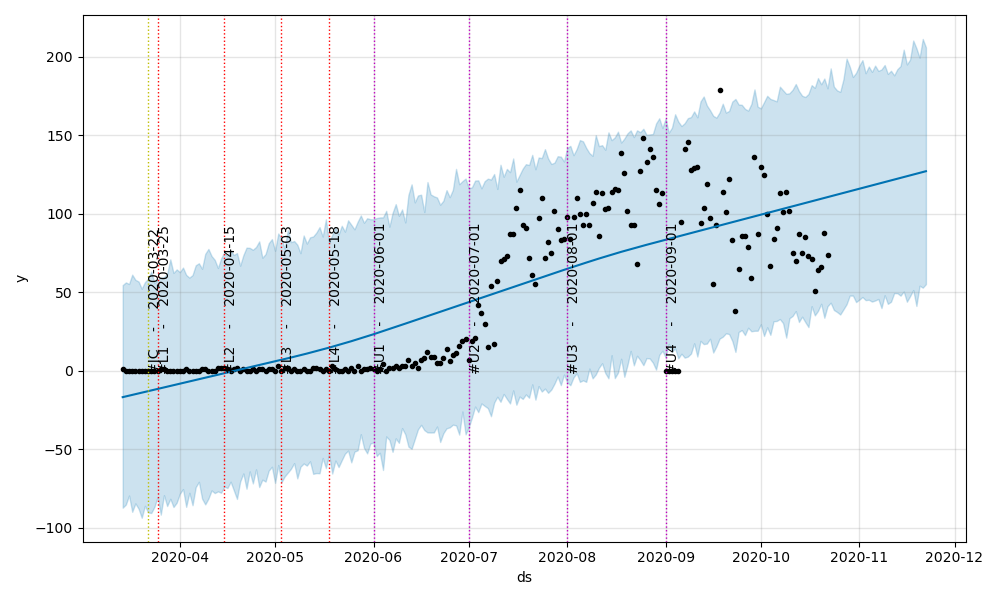 y
200
150
100
50
0
−50
−100
#JC - 2020-03-22
#L1 - 2020-03-25
#L2 - 2020-04-15
#L3 - 2020-05-03
#L4 - 2020-05-18
#U1 - 2020-06-01
#U2 - 2020-07-01
#U3 - 2020-08-01
#U4 - 2020-09-01
2020-04 2020-05 2020-06 2020-07 2020-08 2020-09 2020-10 2020-11 2020-12
ds